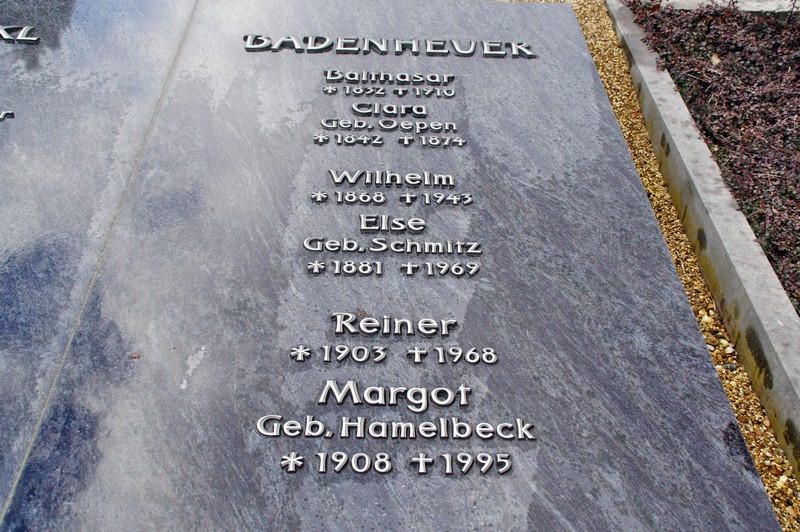 BADENHEUER
Balthasar
* 1832 † 1910
Clara
Geb. Oepen
* 1842 † 1874
Wilhelm
* 1868 † 1943
Else
Geb. Schmitz
* 1881 † 1969
Reiner
* 1903 † 1968
Margot
Geb. Hamelbeck
* 1908 † 1995